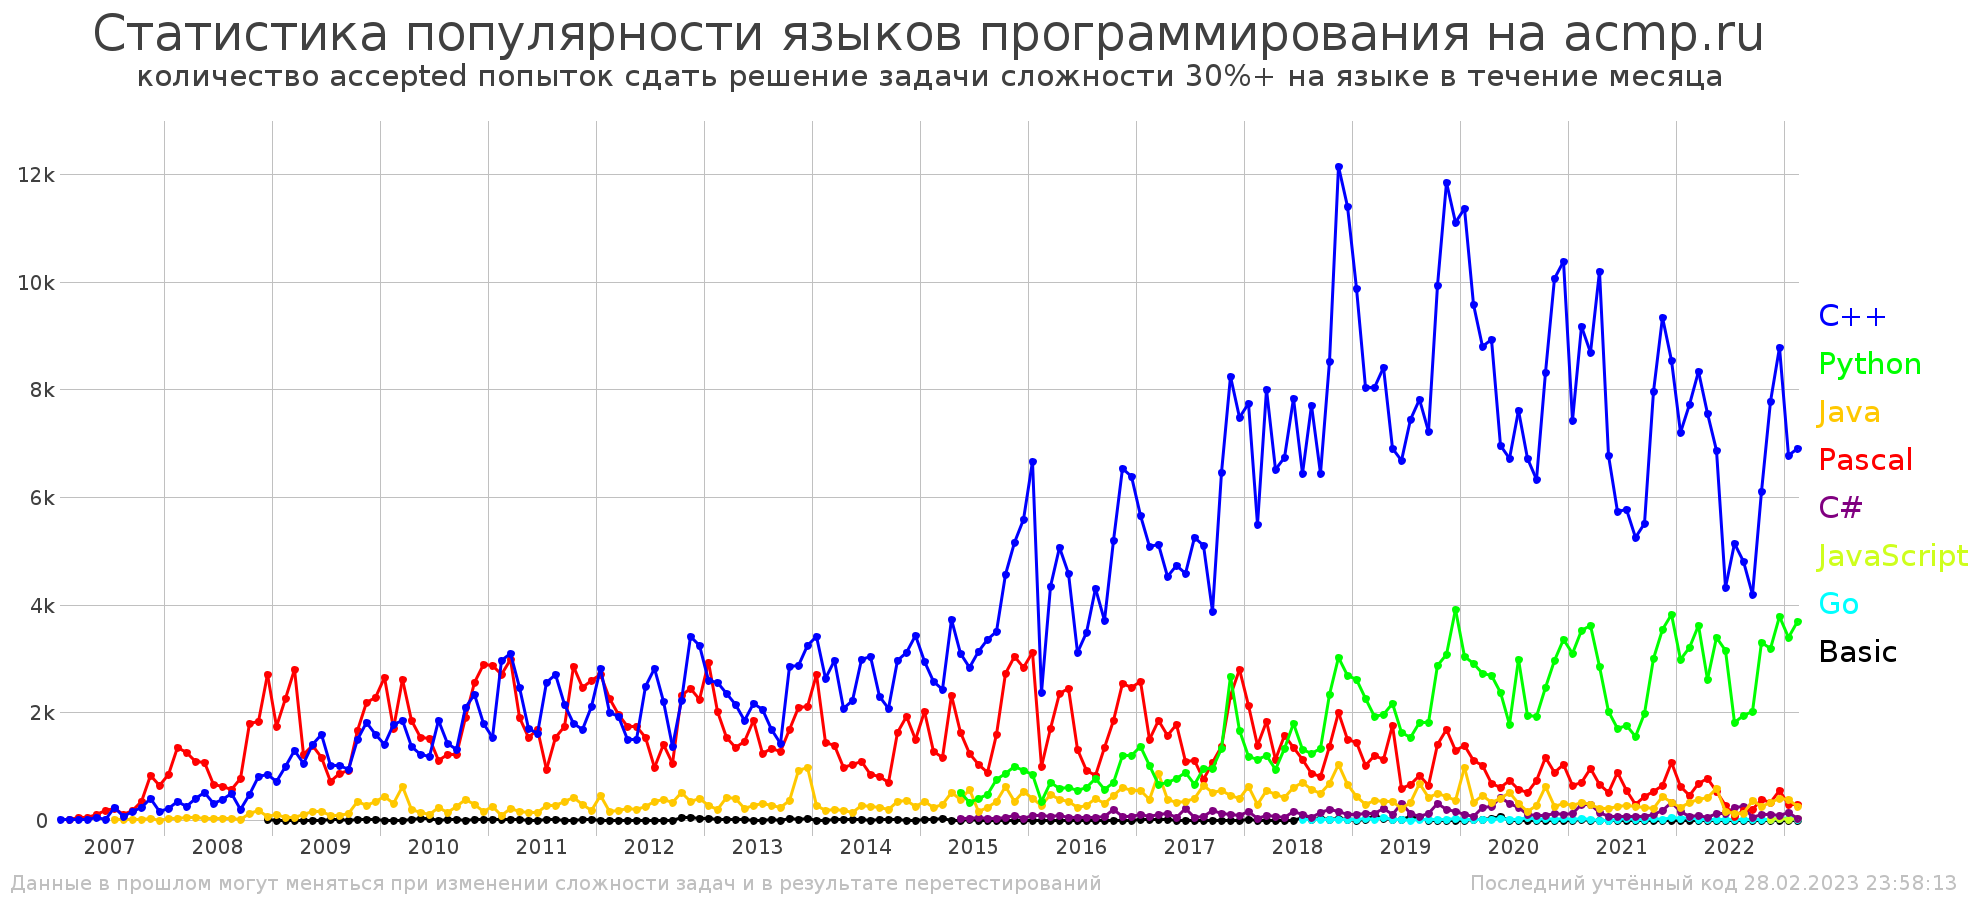 Статистика популярности языков программирования на acmp.ru
количество accepted попыток сдать решение задачи сложности 30%+ на языке в течение месяца
12k
10k
8k
6k
4k
2k
0
C++
Python
Java
Pascal
C#
JavaScript
Go
Basic
2007 2008 2009 2010 2011 2012 2013 2014 2015 2016 2017 2018 2019 2020 2021 2022
Данные в прошлом могут меняться при изменении сложности задач и в результате перетестирований
Последний учтённый код 28.02.2023 23:58:13